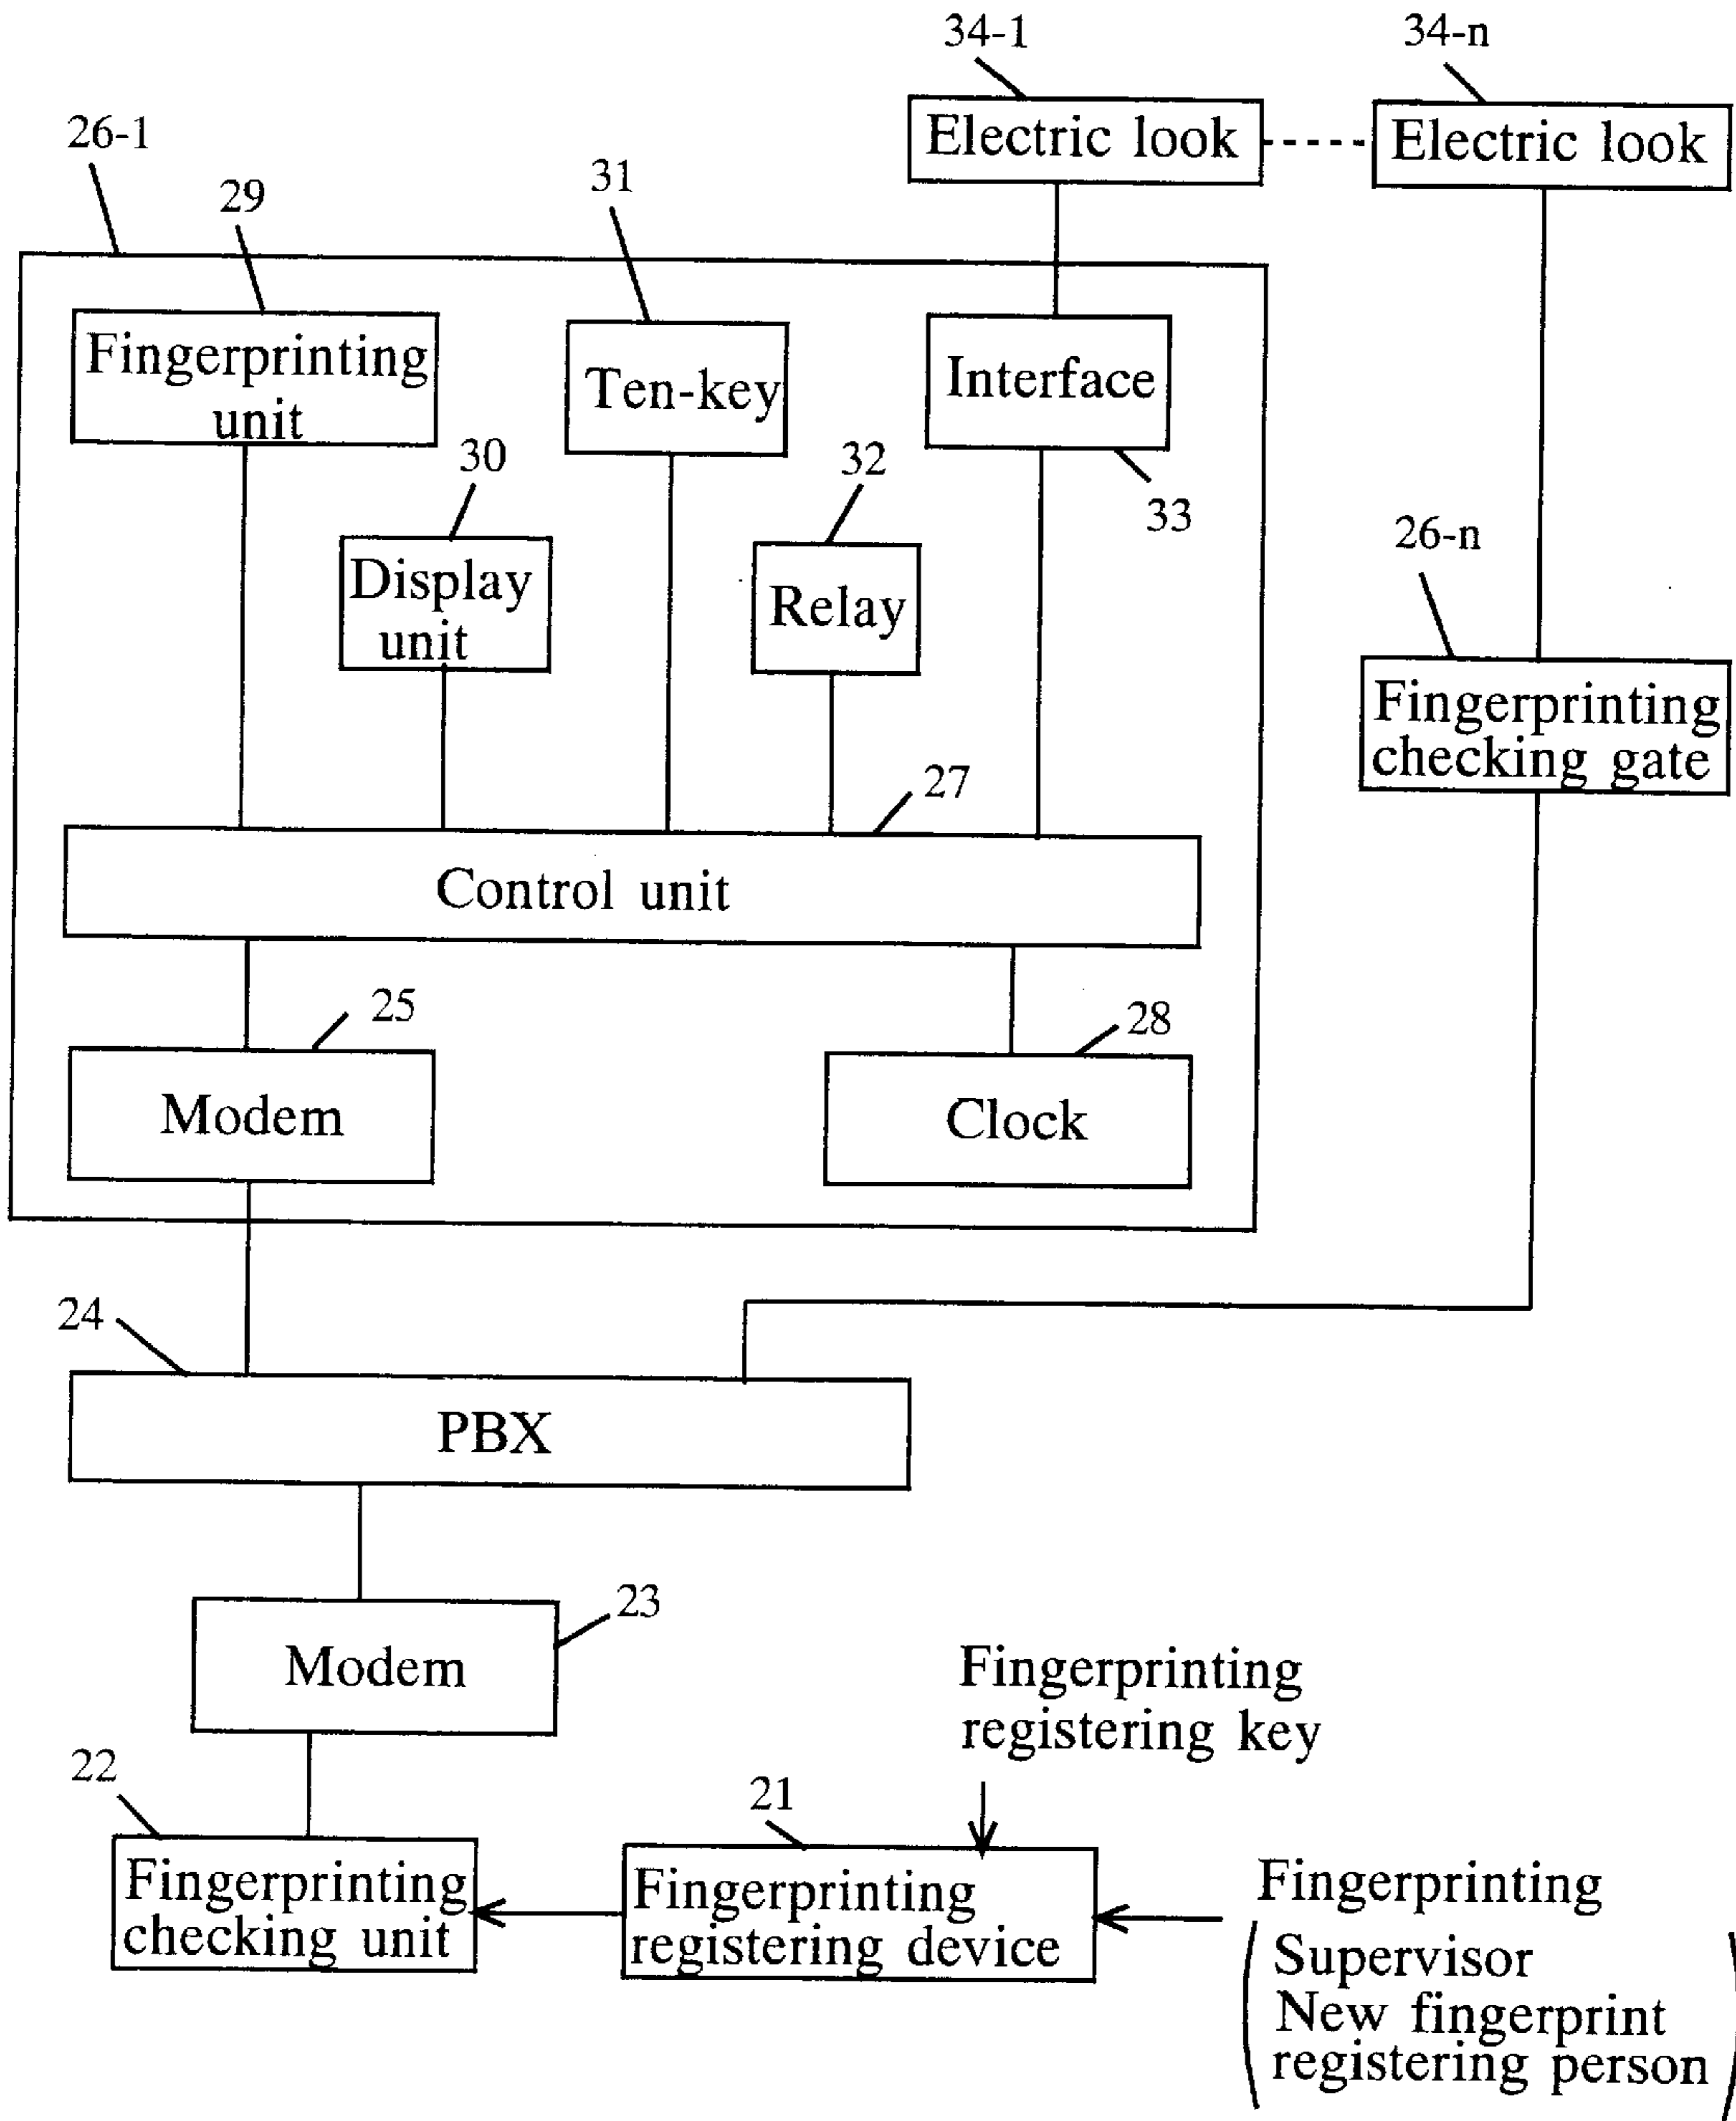 34-1
34-n
Electric look
Electric look
26-1
29
31
Fingerprinting
unit
Ten-key
Interface
30
32
33
Display
unit
Relay
26-n
Fingerprinting
checking gate
27
Control unit
25
28
Modem
Clock
24
PBX
23
Modem
Fingerprinting
registering key
22
21
Fingerprinting
checking unit
Fingerprinting
registering device
Fingerprinting
Supervisor
New fingerprint
registering person